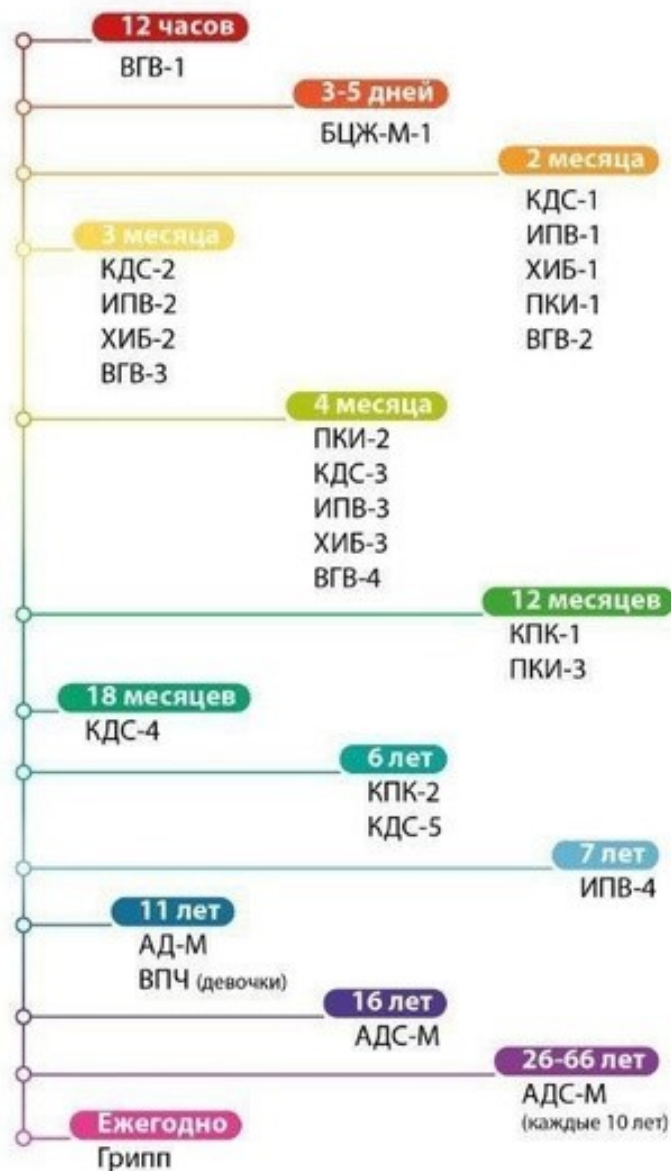 12 часов
ВГВ-1
3-5 дней
БЦЖ-М-1
2 месяца
КДС-1
ИПВ-1
ХИБ-1
ПКИ-1
ВГВ-2
3 месяца
КДС-2
ИПВ-2
ХИБ-2
ВГВ-3
4 месяца
ПКИ-2
КДС-3
ИПВ-3
ХИБ-3
ВГВ-4
12 месяцев
КПК-1
ПКИ-3
18 месяцев
КДС-4
6 лет
КПК-2
КДС-5
7 лет
ИПВ-4
11 лет
АД-М
ВПЧ (девочки)
16 лет
АДС-М
26-66 лет
АДС-М
(каждые 10 лет)
Ежегодно
Грипп